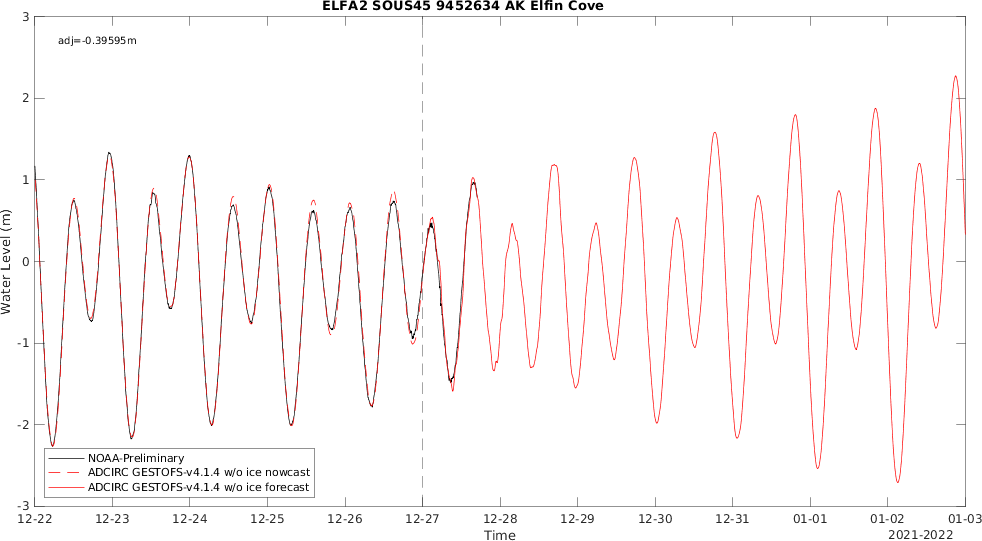 ELFA2 SOUS45 9452634 AK Elfin Cove
adj=-0.39595m
3
2
1
0
-1
-2
-3
Water Level (m)
NOAA-Preliminary
ADCIRC GESTOFS-v4.1.4 w/o ice nowcast
ADCIRC GESTOFS-v4.1.4 w/o ice forecast
12-22 12-23 12-24 12-25 12-26 12-27 12-28 12-29 12-30 12-31 01-01 01-02 01-03
Time
2021-2022